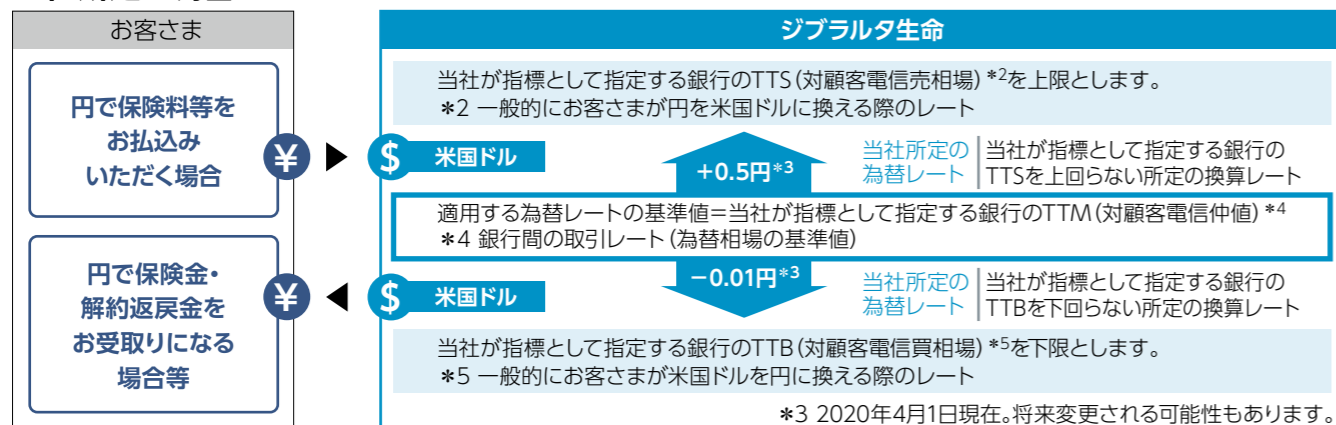 お客さま
円で保険料等を
お払込み
いただく場合
¥
円で保険金・
解約返戻金を
お受取りになる
場合等
¥
ジブラルタ生命
当社が指標として指定する銀行のTTS(対顧客電信売相場)*2を上限とします。
*2 一般的にお客さまが円を米国ドルに換える際のレート
$ 米国ドル
+0.5円*3
当社所定の
為替レート
当社が指標として指定する銀行の
TTSを上回らない所定の換算レート
適用する為替レートの基準値=当社が指標として指定する銀行のTTM(対顧客電信仲値)*4
*4 銀行間の取引レート(為替相場の基準値)
$ 米国ドル
-0.01円*3
当社所定の
為替レート
当社が指標として指定する銀行の
TTBを下回らない所定の換算レート
当社が指標として指定する銀行のTTB(対顧客電信買相場)*5を下限とします。
*5 一般的にお客さまが米国ドルを円に換える際のレート
*3 2020年4月1日現在。将来変更される可能性もあります。